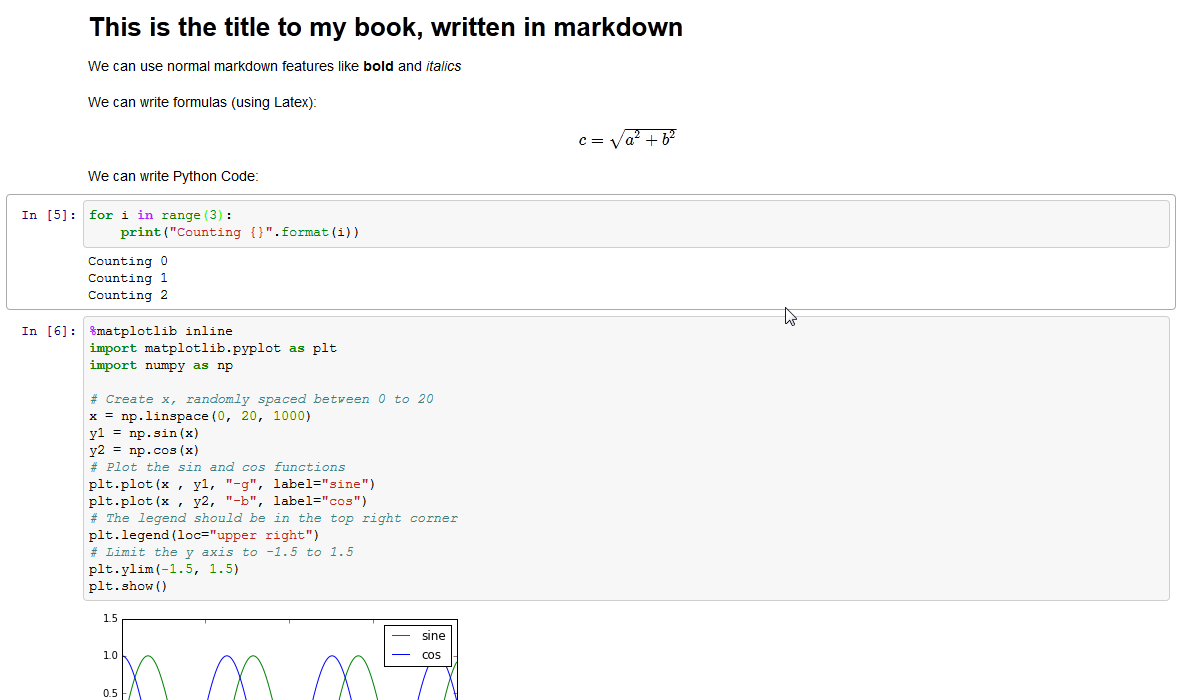 This is the title to my book, written in markdown
We can use normal markdown features like bold and italics
We can write formulas (using Latex):
c = √a² + b²
We can write Python Code:
In [5]: for i in range(3):
    print("Counting {}".format(i))
Counting 0
Counting 1
Counting 2
In [6]: %matplotlib inline
import matplotlib.pyplot as plt
import numpy as np
# Create x, randomly spaced between 0 to 20
x = np.linspace(0, 20, 1000)
y1 = np.sin(x)
y2 = np.cos(x)
# Plot the sin and cos functions
plt.plot(x , y1, "-g", label="sine")
plt.plot(x , y2, "-b", label="cos")
# The legend should be in the top right corner
plt.legend(loc="upper right")
# Limit the y axis to -1.5 to 1.5
plt.ylim(-1.5, 1.5)
plt.show()
1.5
sine
1.0
cos
0.5